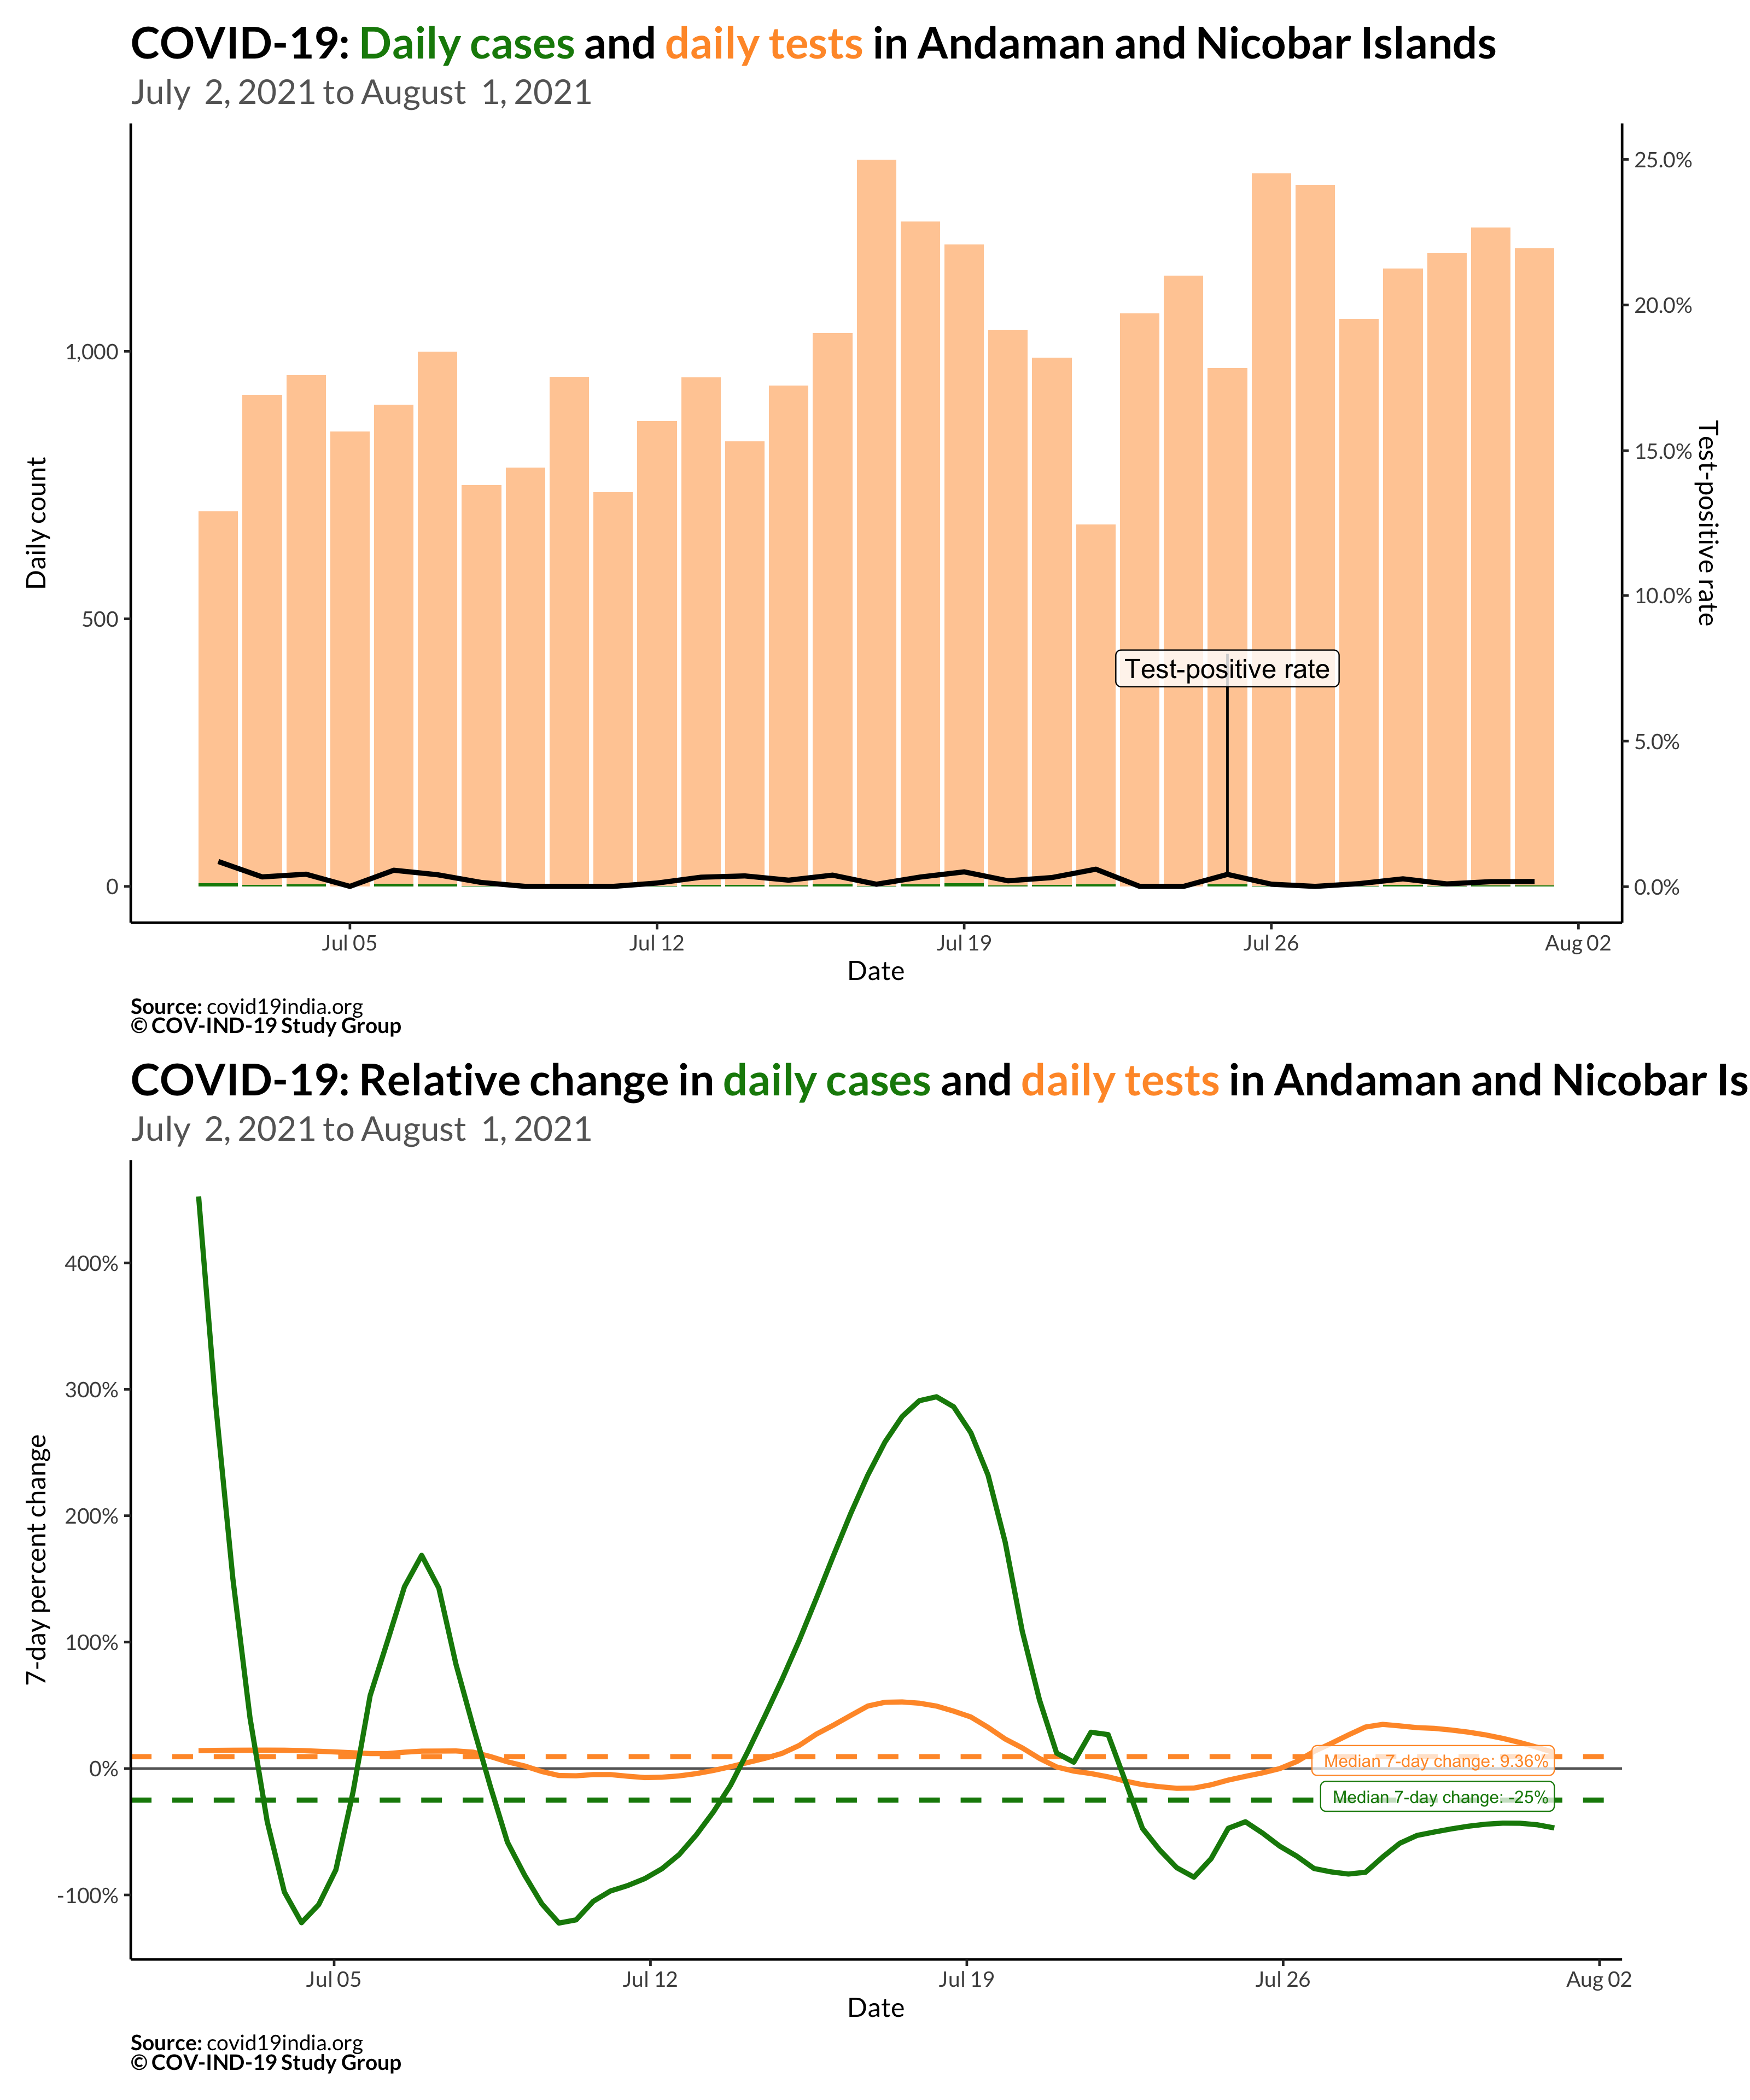 COVID-19: Daily cases and daily tests in Andaman and Nicobar Islands
July 2, 2021 to August 1, 2021
Daily count
1,000
500
0
25.0%
20.0%
15.0%
10.0%
5.0%
0.0%
Test-positive rate
Test-positive rate
Jul 05
Jul 12
Jul 19
Jul 26
Aug 02
Date
Source: covid19india.org
© COV-IND-19 Study Group
COVID-19: Relative change in daily cases and daily tests in Andaman and Nicobar Is
July 2, 2021 to August 1, 2021
7-day percent change
400%
300%
200%
100%
0%
-100%
Median 7-day change: 9.36%
Median 7-day change: -25%
Jul 05
Jul 12
Jul 19
Jul 26
Aug 02
Date
Source: covid19india.org
© COV-IND-19 Study Group